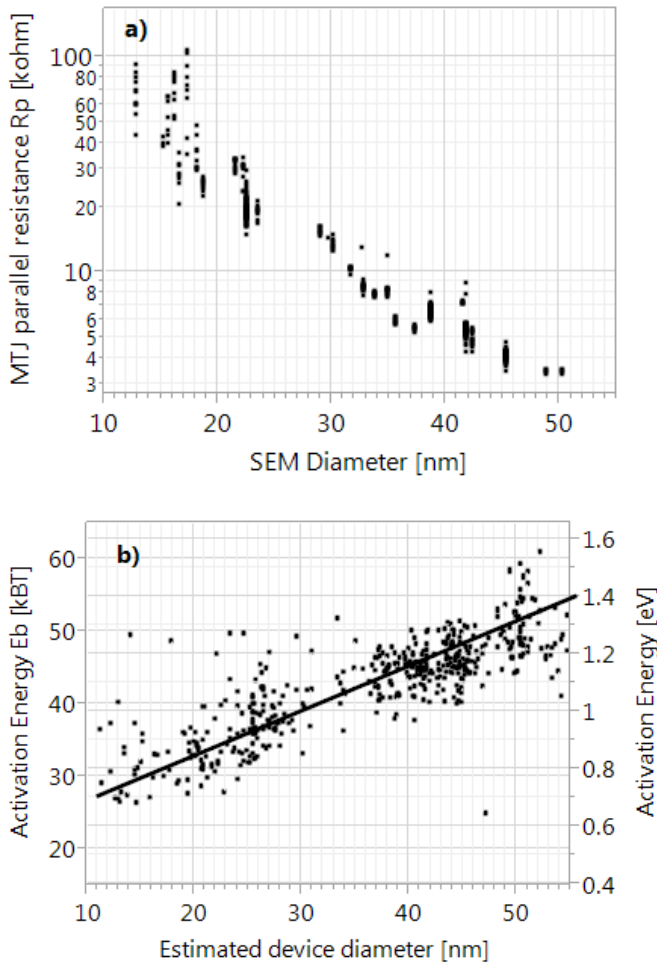 a)
MTJ parallel resistance Rp [kohm]
100
80
60
50
40
30
20
10
8
6
5
4
3
10 20 30 40 50
SEM Diameter [nm]
b)
Activation Energy Eb [kBT]
60
50
40
30
20
1.6
1.4
1.2
1
0.8
0.6
0.4
Activation Energy [eV]
10 20 30 40 50
Estimated device diameter [nm]